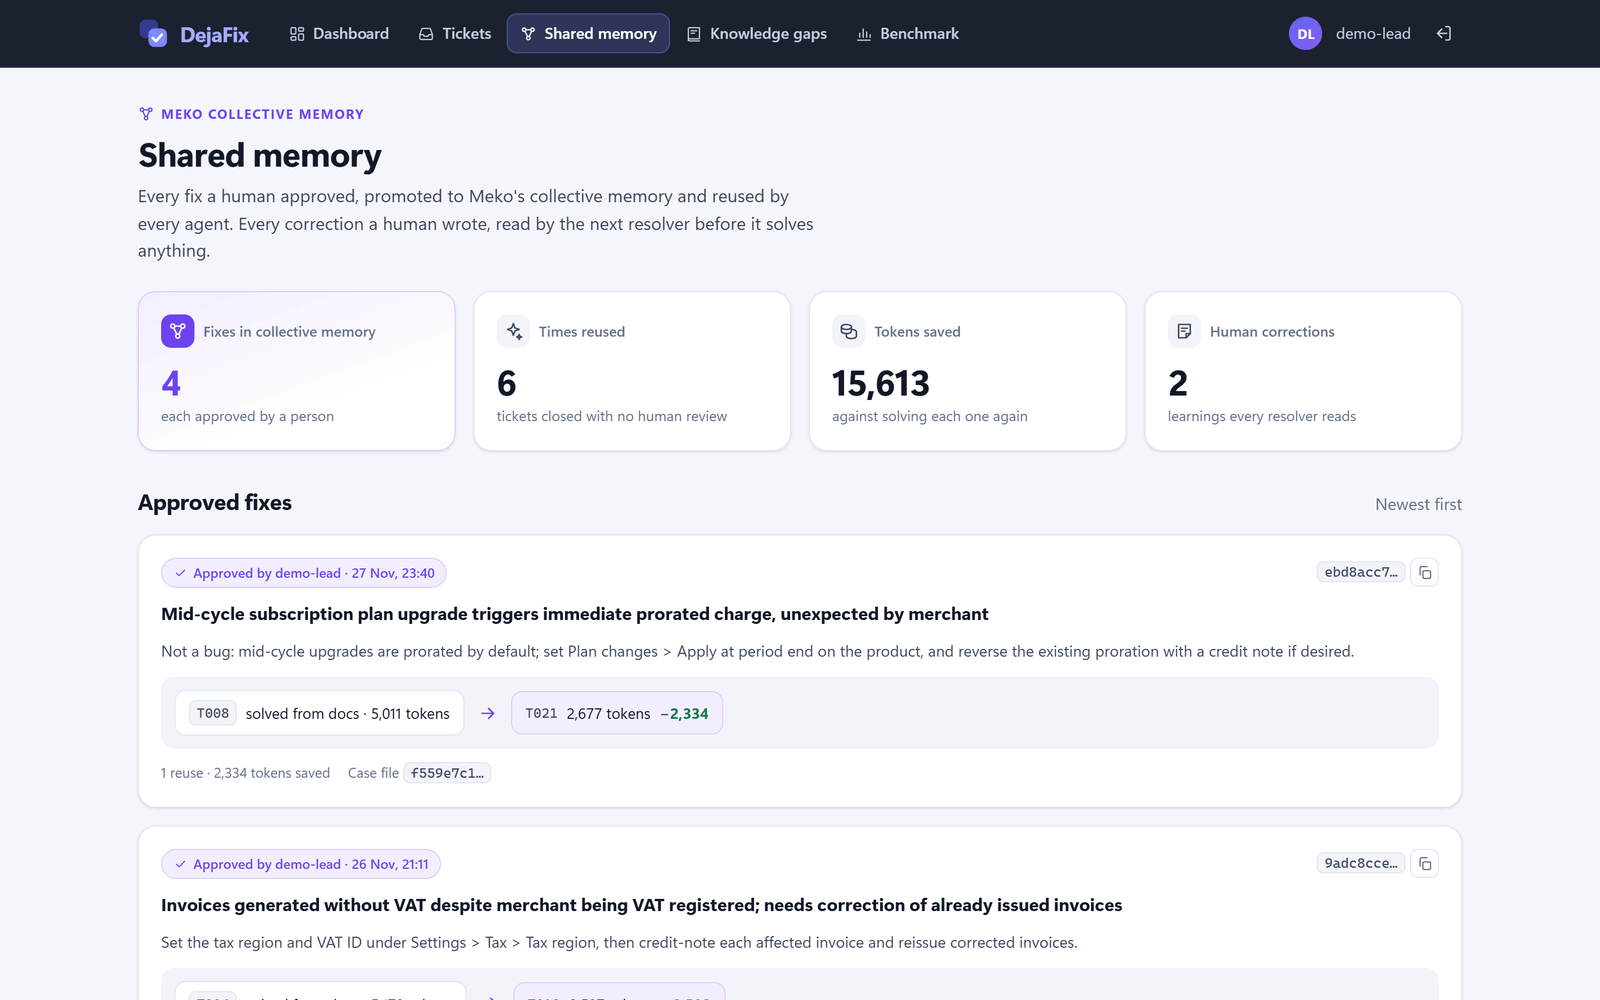 DejaFix
Dashboard
Tickets
Shared memory
Knowledge gaps
Benchmark
DL
demo-lead
MEKO COLLECTIVE MEMORY
Shared memory
Every fix a human approved, promoted to Meko's collective memory and reused by
every agent. Every correction a human wrote, read by the next resolver before it solves
anything.
Fixes in collective memory
4
each approved by a person
Times reused
6
tickets closed with no human review
Tokens saved
15,613
against solving each one again
Human corrections
2
learnings every resolver reads
Approved fixes
Newest first
Approved by demo-lead · 27 Nov, 23:40
ebd8acc7…
Mid-cycle subscription plan upgrade triggers immediate prorated charge, unexpected by merchant
Not a bug: mid-cycle upgrades are prorated by default; set Plan changes > Apply at period end on the product, and reverse the existing proration with a credit note if desired.
T008 solved from docs · 5,011 tokens → T021 2,677 tokens −2,334
1 reuse · 2,334 tokens saved Case file f559e7c1…
Approved by demo-lead · 26 Nov, 21:11
9adc8cce…
Invoices generated without VAT despite merchant being VAT registered; needs correction of already issued invoices
Set the tax region and VAT ID under Settings > Tax > Tax region, then credit-note each affected invoice and reissue corrected invoices.